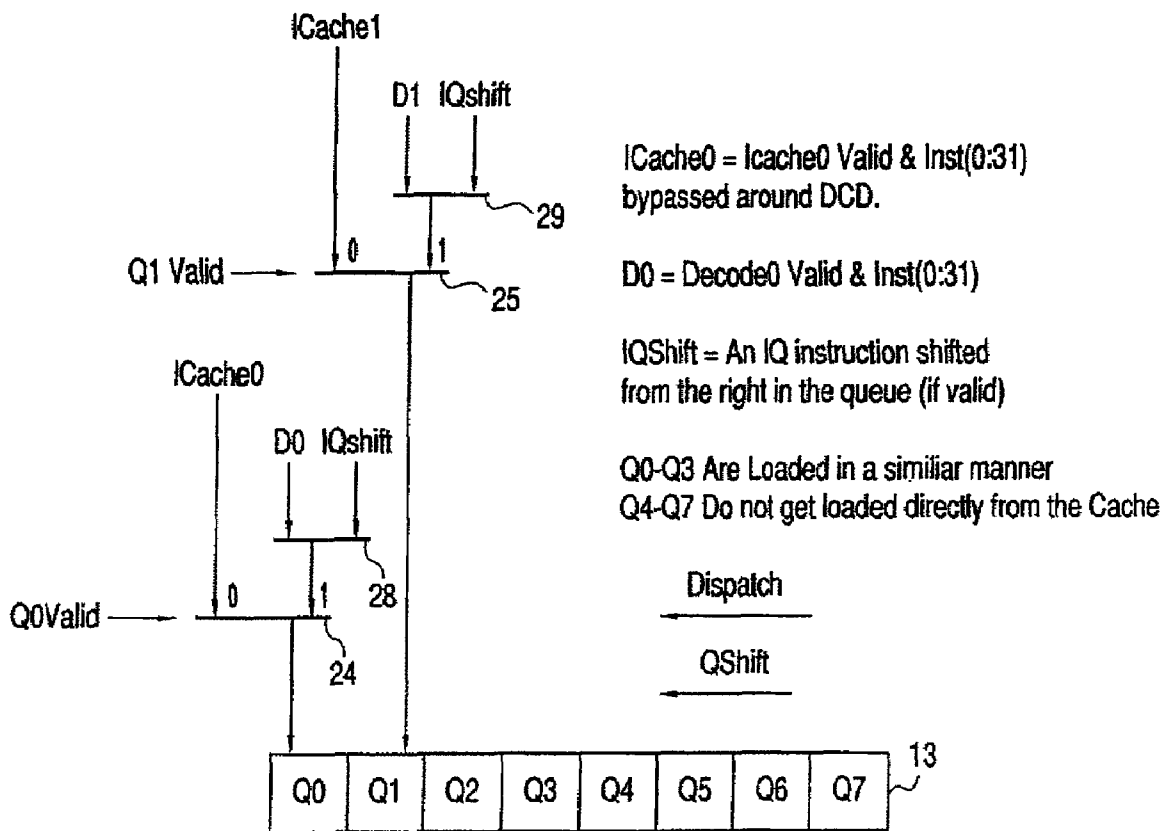 ICache1
D1 IQshift
29
0 1
Q1 Valid
25
ICache0
D0 IQshift
28
0 1
Q0Valid
24
ICache0 = Icache0 Valid & Inst(0:31)
bypassed around DCD.
D0 = Decode0 Valid & Inst(0:31)
IQShift = An IQ instruction shifted
from the right in the queue (if valid)
Q0-Q3 Are Loaded in a similiar manner
Q4-Q7 Do not get loaded directly from the Cache
Dispatch
QShift
13
Q0 Q1 Q2 Q3 Q4 Q5 Q6 Q7